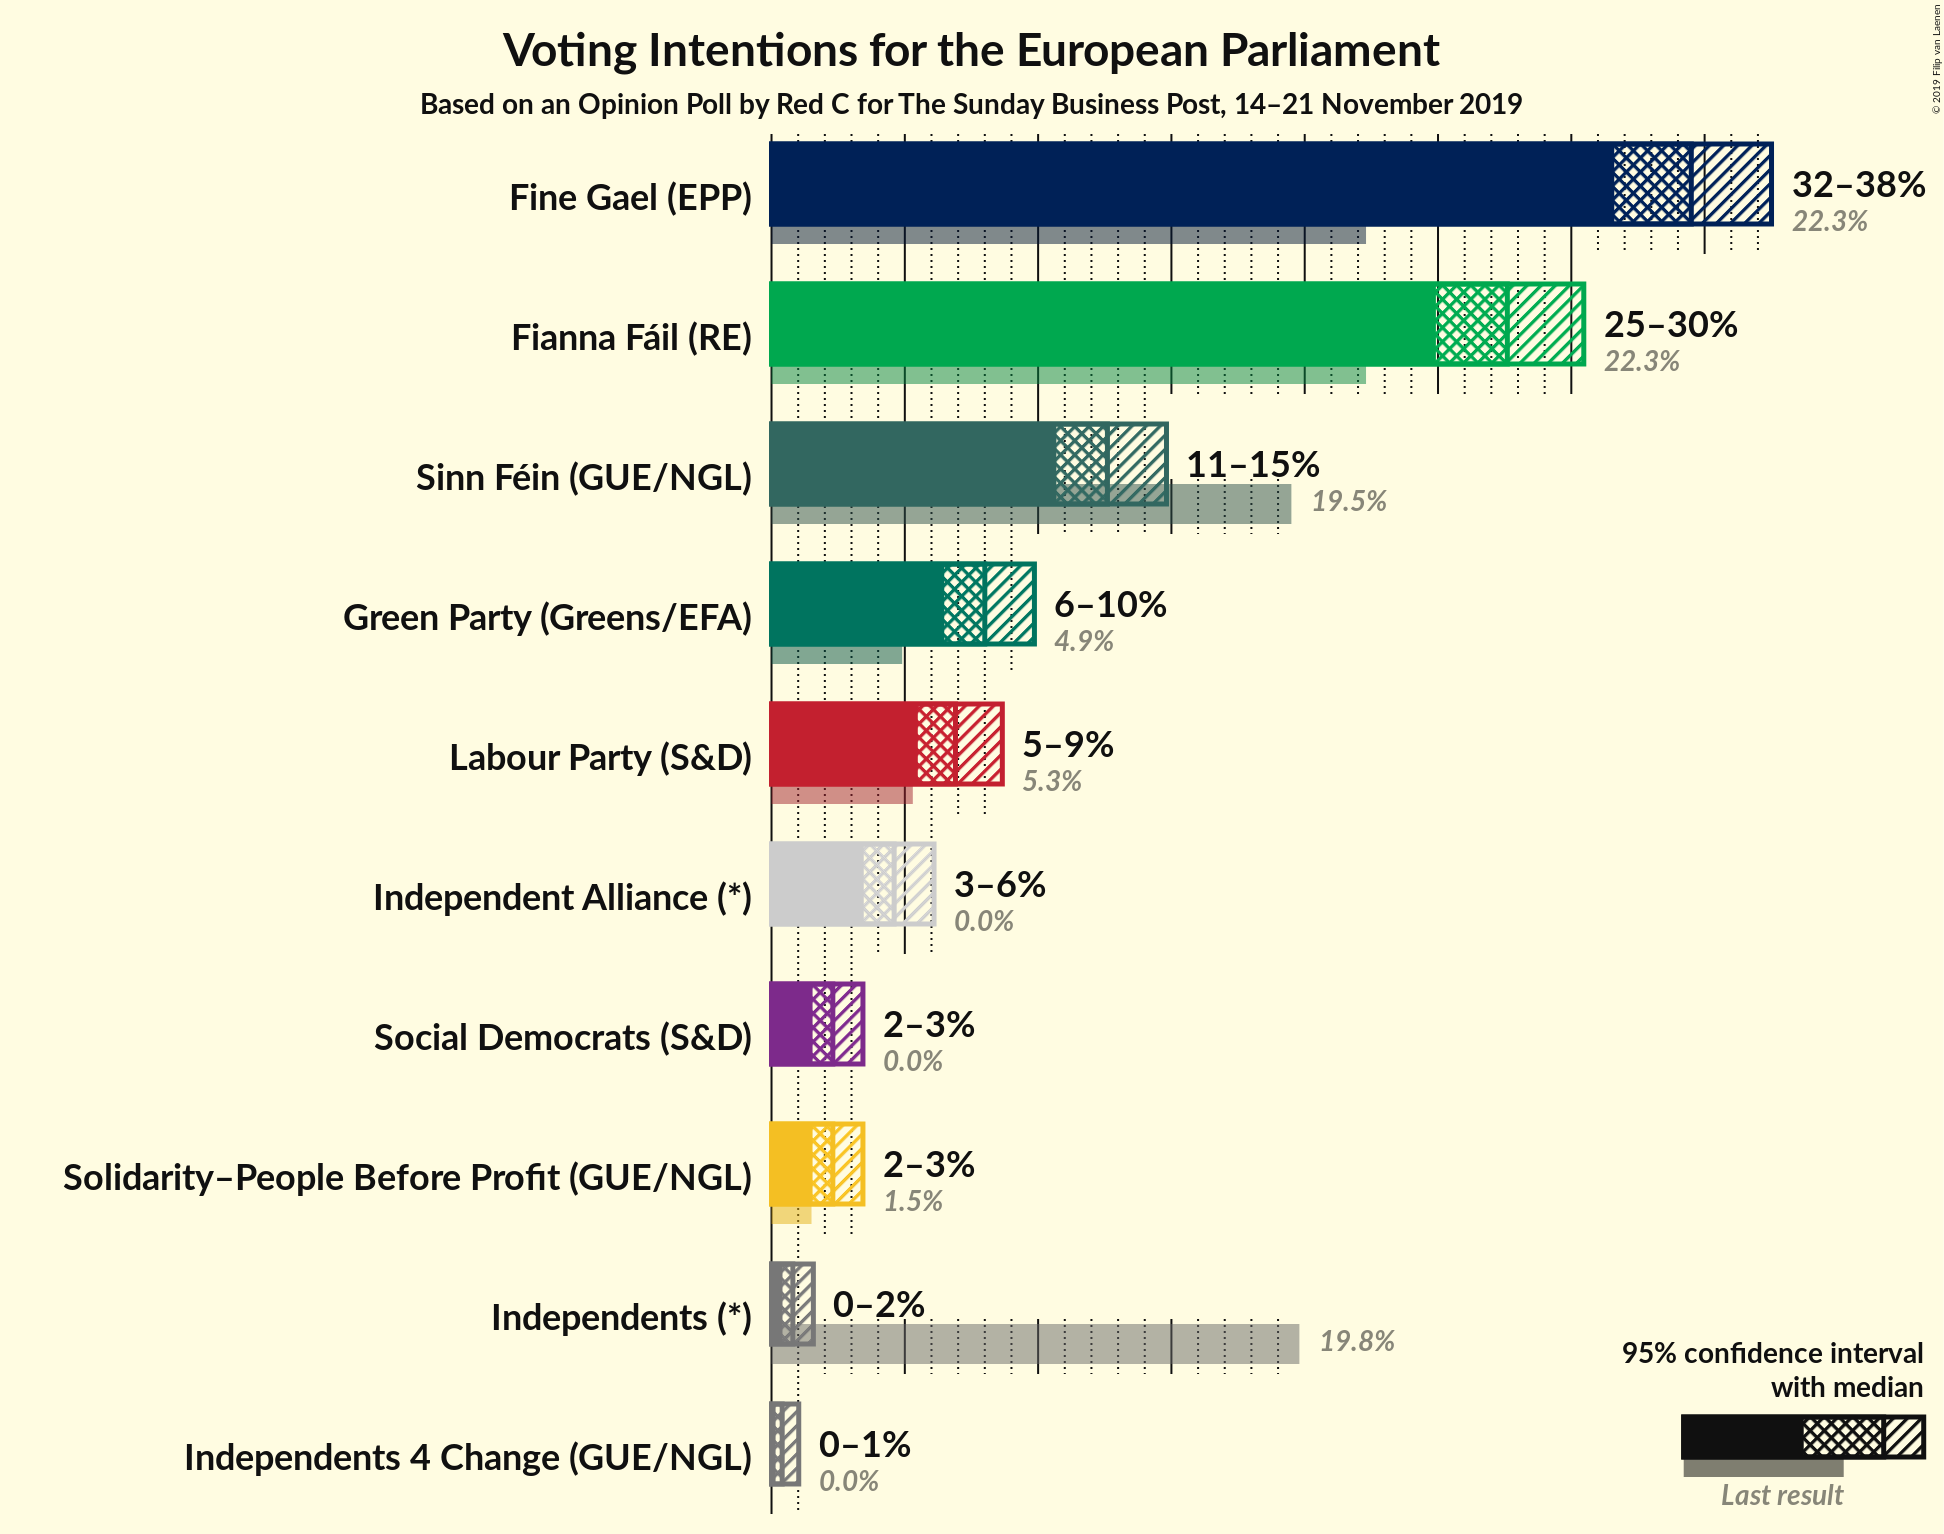 Voting Intentions for the European Parliament
Based on an Opinion Poll by Red C for The Sunday Business Post, 14–21 November 2019
© 2019 Filip van Laenen
Fine Gael (EPP)
32–38%
22.3%
Fianna Fáil (RE)
25–30%
22.3%
Sinn Féin (GUE/NGL)
11–15%
19.5%
Green Party (Greens/EFA)
6–10%
4.9%
Labour Party (S&D)
5–9%
5.3%
Independent Alliance (*)
3–6%
0.0%
Social Democrats (S&D)
2–3%
0.0%
Solidarity–People Before Profit (GUE/NGL)
2–3%
1.5%
Independents (*)
0–2%
19.8%
Independents 4 Change (GUE/NGL)
0–1%
0.0%
95% confidence interval
with median
Last result